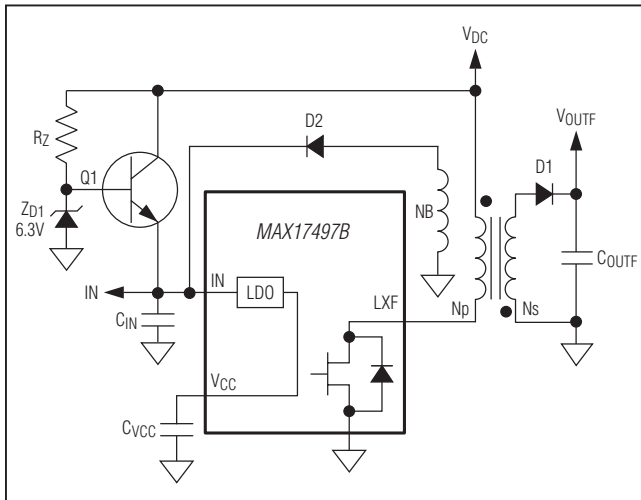 VDC
D2
VOUTF
RZ
D1
Q1
ZD1
6.3V
NB
MAX17497B
COUTF
IN
IN
LDO
LXF
Np
Ns
CIN
VCC
CVCC